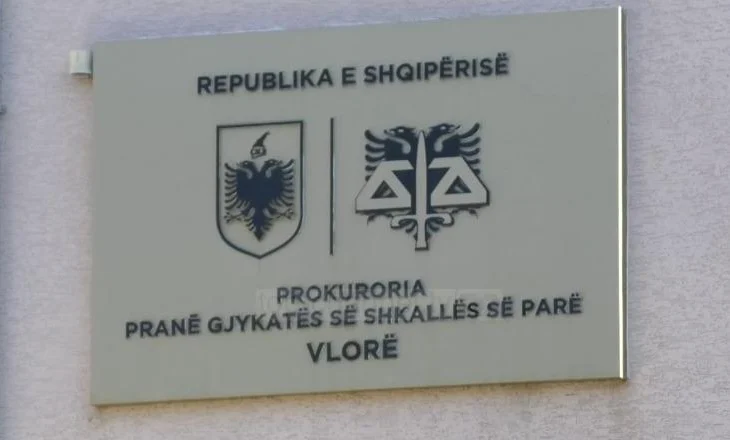 REPUBLIKA E SHQIPËRISË
PROKURORIA
PRANË GJYKATËS SË SHKALLËS SË PARË
VLORË